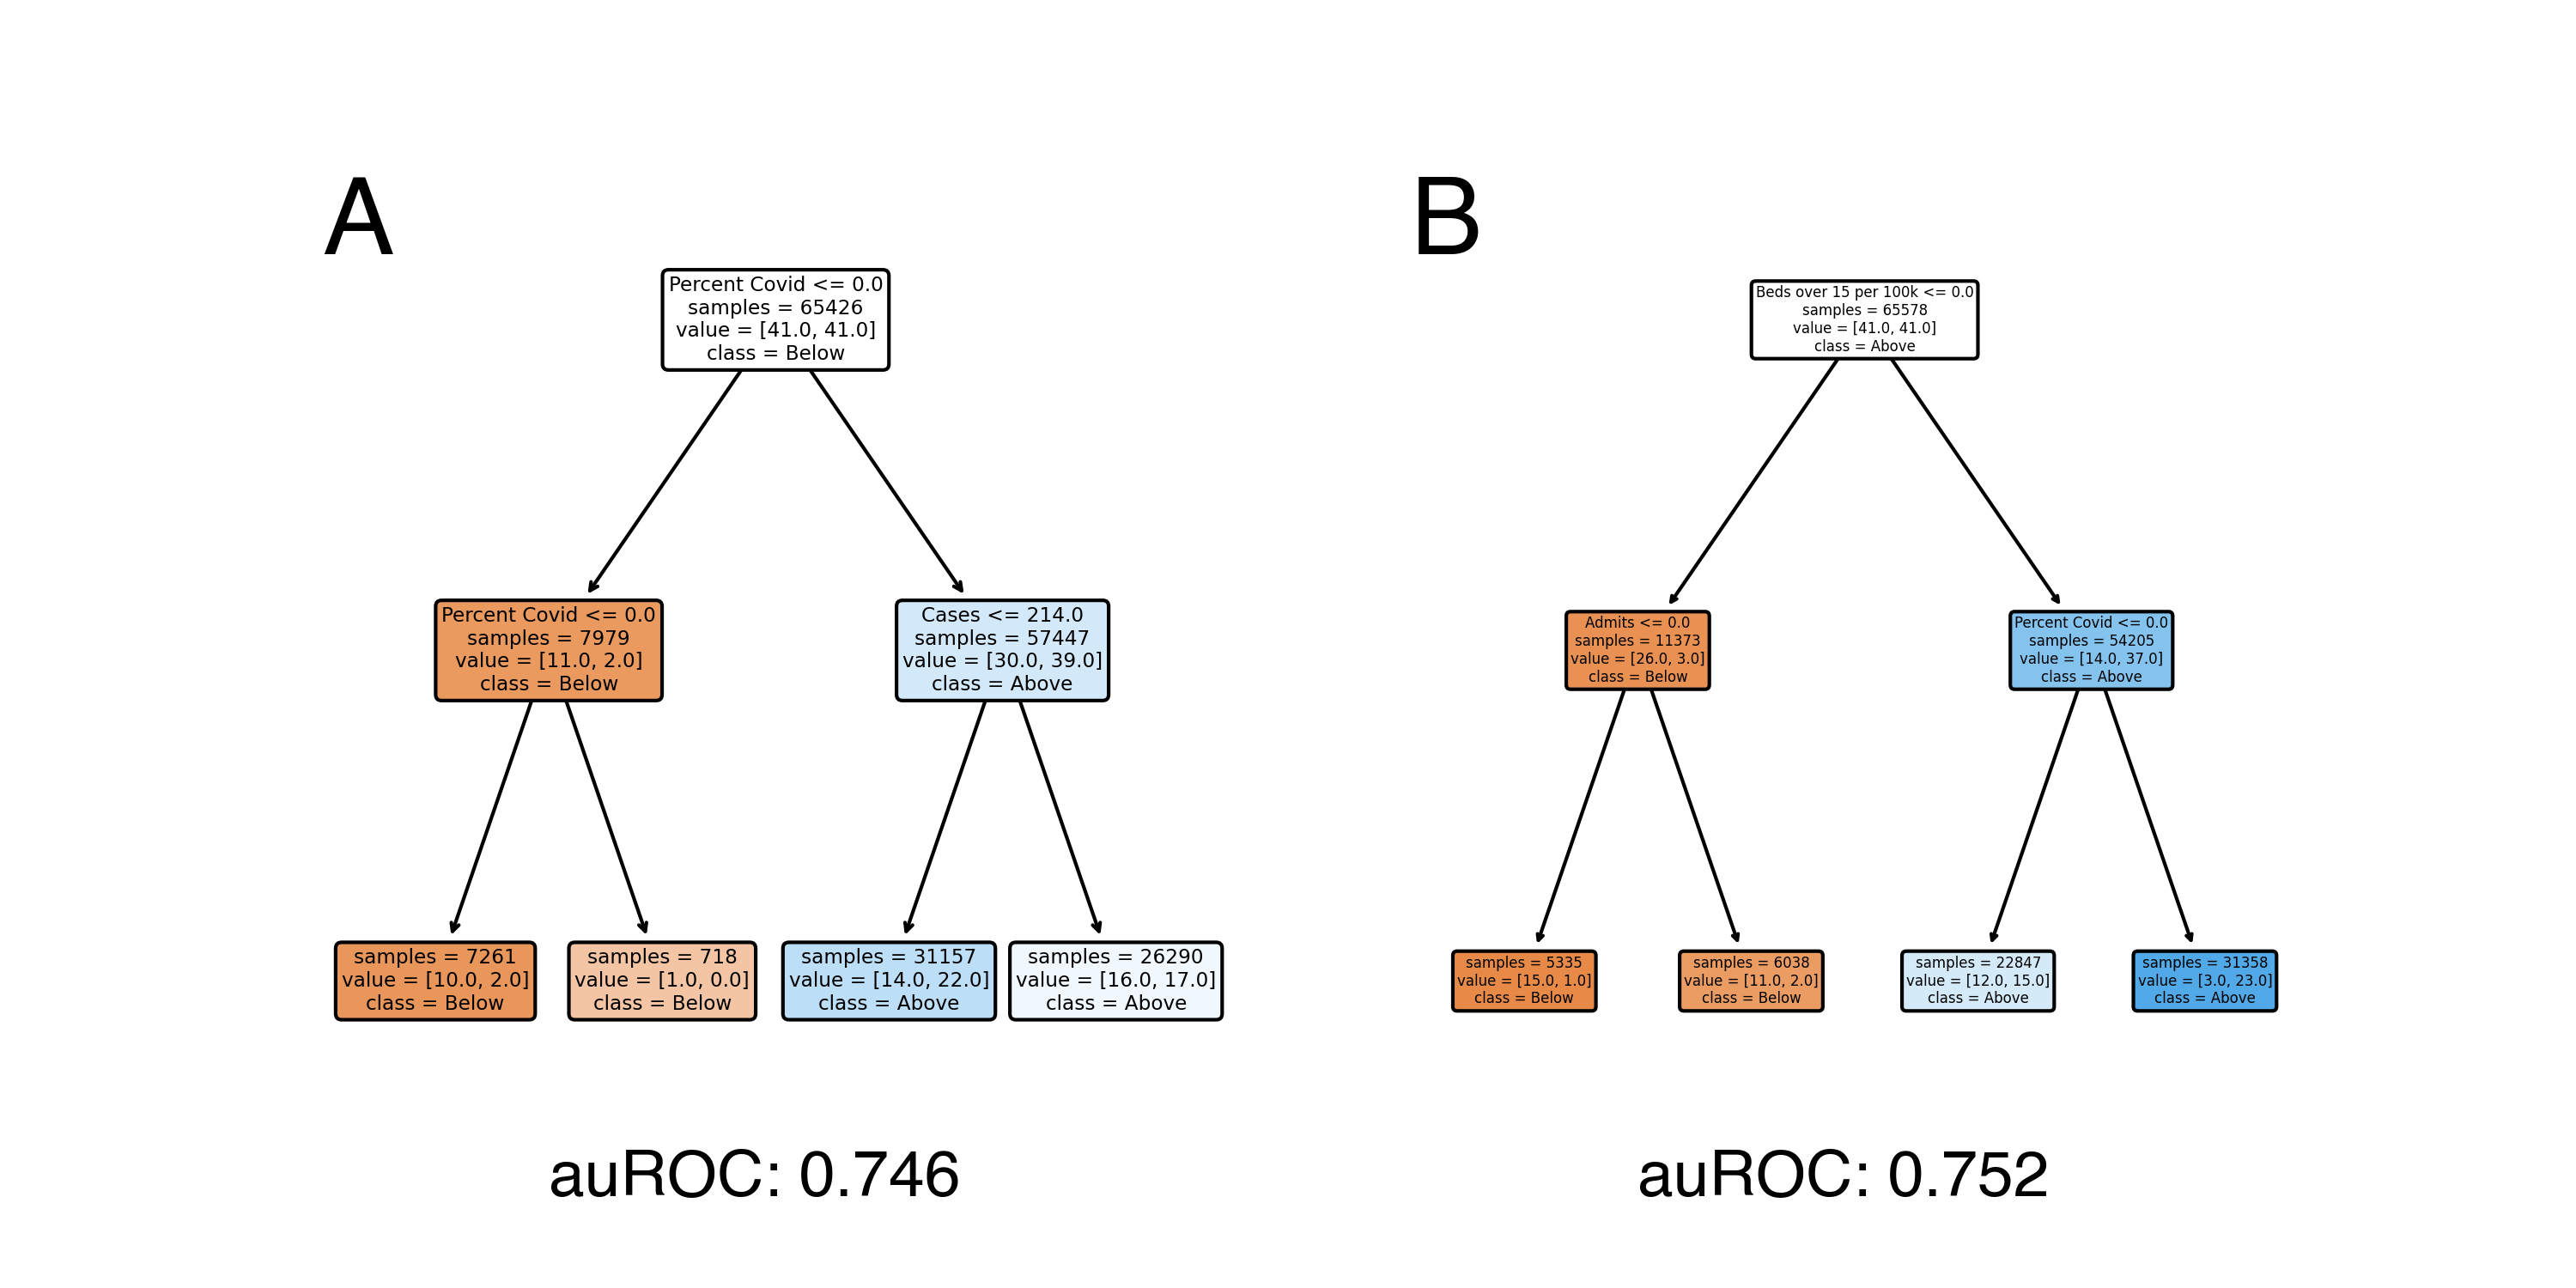 A
Percent Covid <= 0.0
samples = 65426
value = [41.0, 41.0]
class = Below
Percent Covid <= 0.0
samples = 7979
value = [11.0, 2.0]
class = Below
Cases <= 214.0
samples = 57447
value = [30.0, 39.0]
class = Above
samples = 7261
value = [10.0, 2.0]
class = Below
samples = 718
value = [1.0, 0.0]
class = Below
samples = 31157
value = [14.0, 22.0]
class = Above
samples = 26290
value = [16.0, 17.0]
class = Above
auROC: 0.746
B
Beds over 15 per 100k <= 0.0
samples = 65578
value = [41.0, 41.0]
class = Above
Admits <= 0.0
samples = 11373
value = [26.0, 3.0]
class = Below
Percent Covid <= 0.0
samples = 54205
value = [14.0, 37.0]
class = Above
samples = 5335
value = [15.0, 1.0]
class = Below
samples = 6038
value = [11.0, 2.0]
class = Below
samples = 22847
value = [12.0, 15.0]
class = Above
samples = 31358
value = [3.0, 23.0]
class = Above
auROC: 0.752